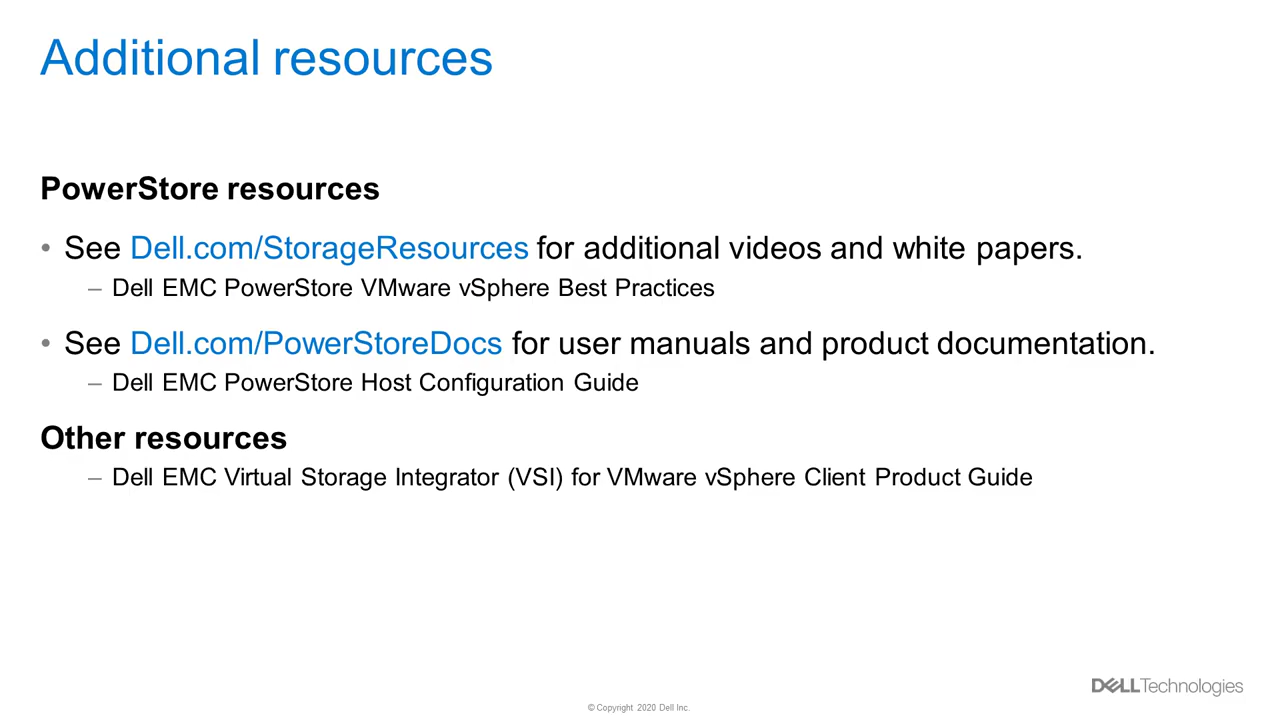 Additional resources
PowerStore resources
• See Dell.com/StorageResources for additional videos and white papers.
– Dell EMC PowerStore VMware vSphere Best Practices
• See Dell.com/PowerStoreDocs for user manuals and product documentation.
– Dell EMC PowerStore Host Configuration Guide
Other resources
– Dell EMC Virtual Storage Integrator (VSI) for VMware vSphere Client Product Guide
DELLTechnologies
© Copyright 2020 Dell Inc.